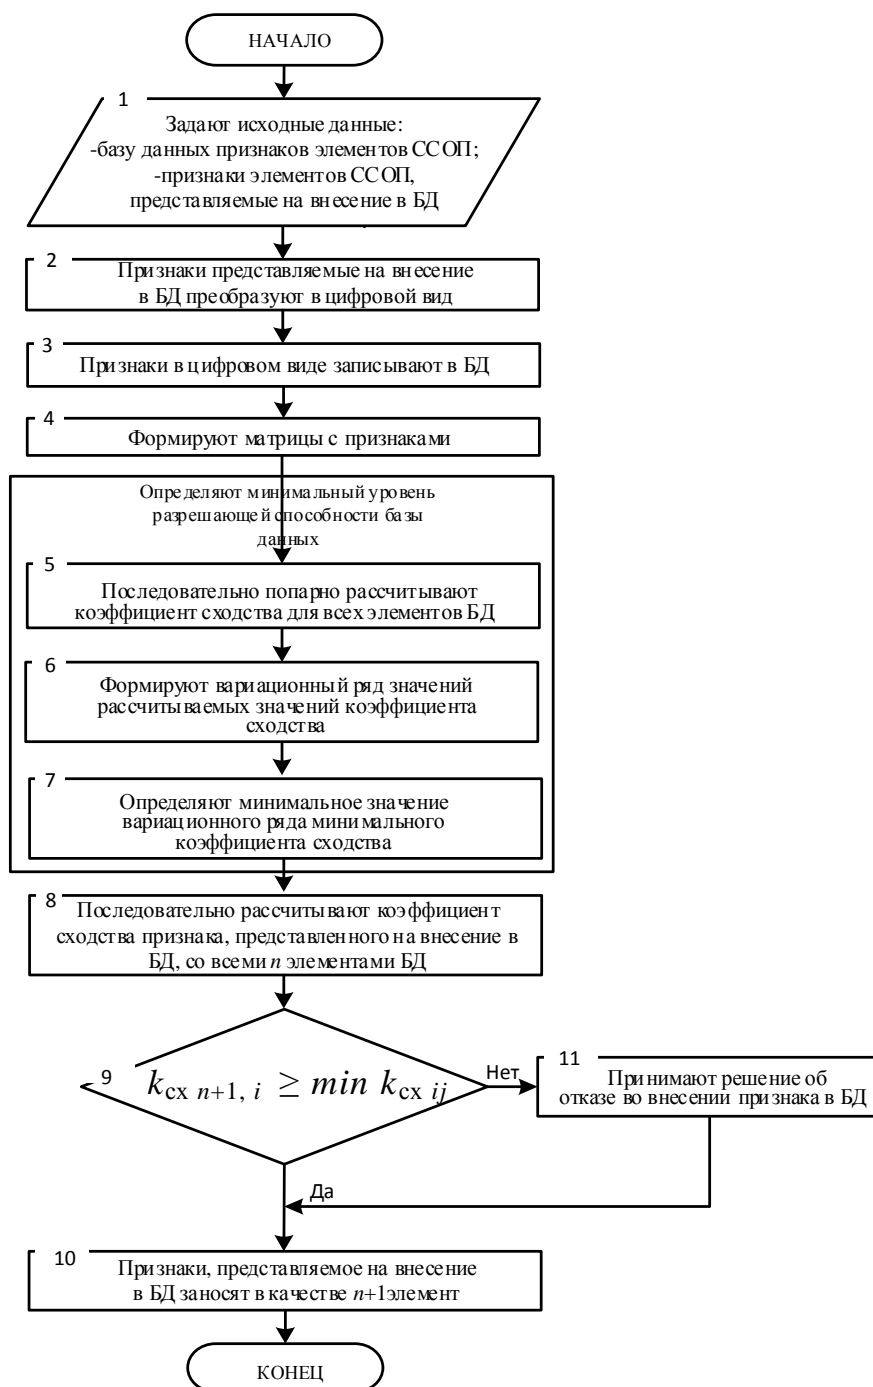 НАЧАЛО
1
Задают исходные данные:
-базу данных признаков элементов ССОП;
-признаки элементов ССОП,
представляемые на внесение в БД
2
Признаки представляемые на внесение
в БД преобразуют в цифровой вид
3
Признаки в цифровом виде записывают в БД
4
Формируют матрицы с признаками
Определяют минимальный уровень
разрешающей способности базы
данных
5
Последовательно попарно рассчитывают
коэффициент сходства для всех элементов БД
6
Формируют вариационный ряд значений
рассчитываемых значений коэффициента
сходства
7
Определяют минимальное значение
вариационного ряда минимального
коэффициента сходства
8
Последовательно рассчитывают коэффициент
сходства признака, представленного на внесение в
БД, со всеми n элементами БД
9
k сх n+1, i ≥ min k сх ij
Нет
11
Принимают решение об
отказе во внесении признака в БД
Да
10
Признаки, представляемое на внесение
в БД заносят в качестве n+1элемент
КОНЕЦ